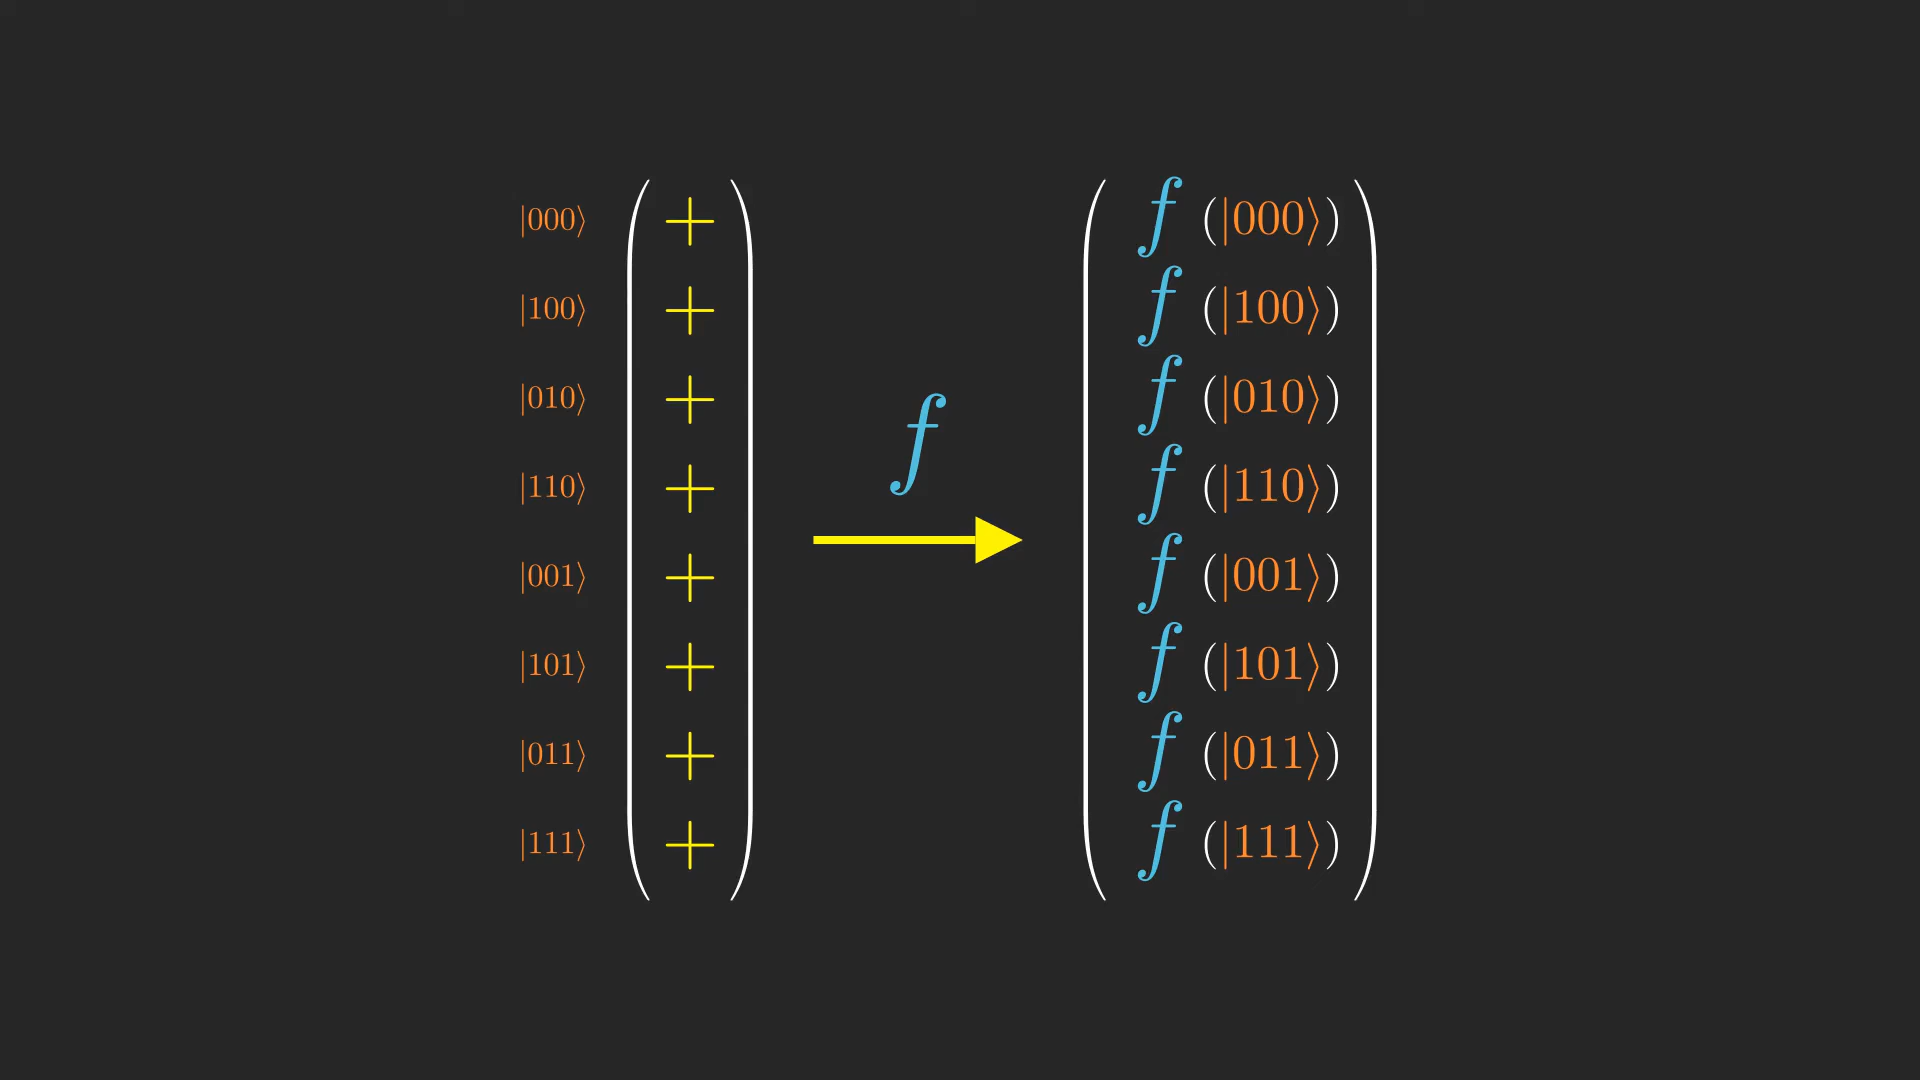 |000⟩ + f (|000⟩)
|100⟩ + f (|100⟩)
|010⟩ + f (|010⟩)
f
|110⟩ + f (|110⟩)
|001⟩ + f (|001⟩)
|101⟩ + f (|101⟩)
|011⟩ + f (|011⟩)
|111⟩ + f (|111⟩)